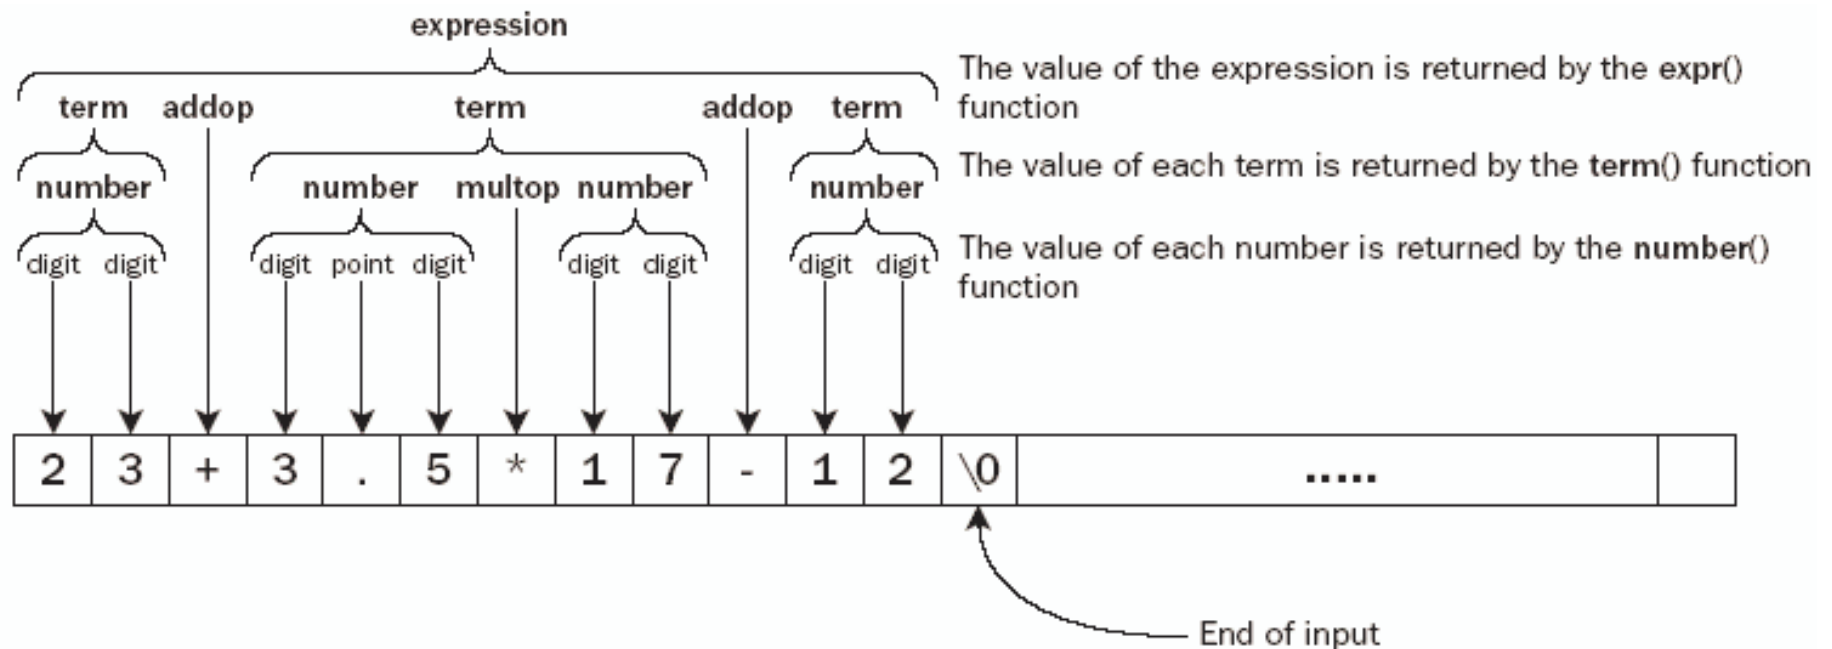 expression
The value of the expression is returned by the expr()
function
term addop term addop term
The value of each term is returned by the term() function
number number multop number number
The value of each number is returned by the number()
function
digit digit digit point digit digit digit digit digit
2 3 + 3 . 5 * 1 7 - 1 2 \0 .....
End of input